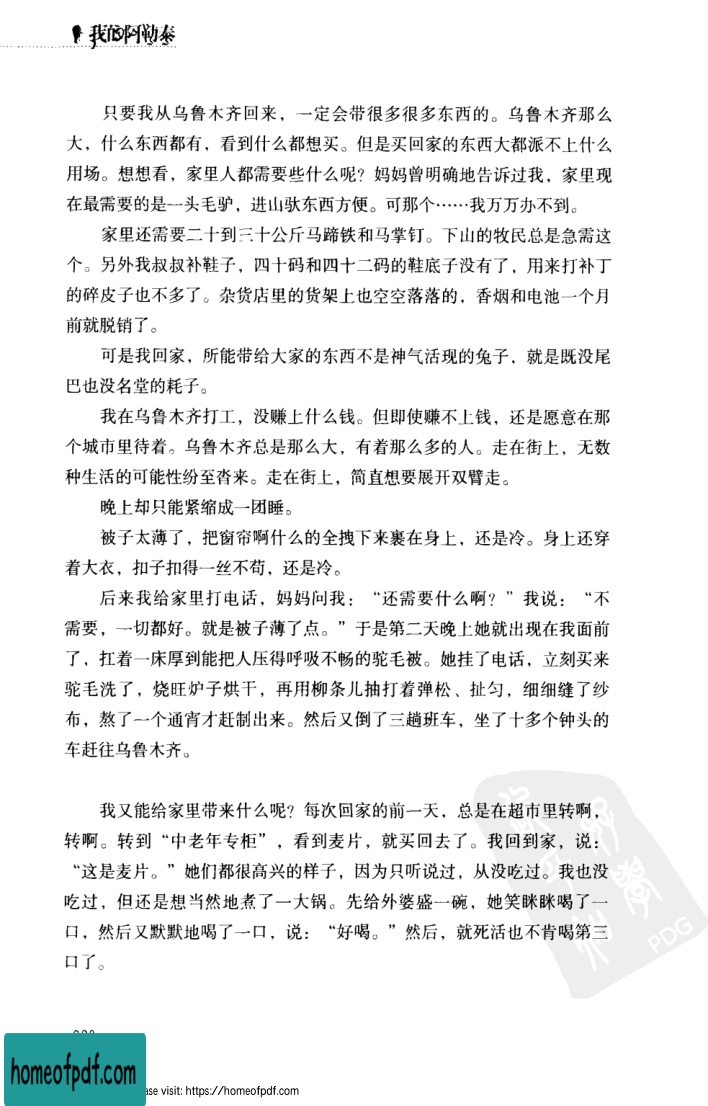 我的阿勒泰
只要我从乌鲁木齐回来，一定会带很多很多东西的。乌鲁木齐那么
大，什么东西都有，看到什么都想买。但是买回家的东西大都派不上什么
用场。想想看，家里人都需要些什么呢？妈妈曾明确地告诉过我，家里现
在最需要的是一头毛驴，进山驮东西方便。可那个……我万万办不到。
家里还需要二十到三十公斤马蹄铁和马掌钉。下山的牧民总是急需这
个。另外我叔叔补鞋子，四十码和四十二码的鞋底子没有了，用来打补丁
的碎皮子也不多了。杂货店里的货架上也空空落落的，香烟和电池一个月
前就脱销了。
可是我回家，所能带给大家的东西不是神气活现的兔子，就是既没尾
巴也没名堂的耗子。
我在乌鲁木齐打工，没赚上什么钱。但即使赚不上钱，还是愿意在那
个城市里待着。乌鲁木齐总是那么大，有着那么多的人。走在街上，无数
种生活的可能性纷至沓来。走在街上，简直想要展开双臂走。
晚上却只能紧缩成一团睡。
被子太薄了，把窗帘啊什么的全拽下来裹在身上，还是冷。身上还穿
着大衣，扣子扣得一丝不苟，还是冷。
后来我给家里打电话，妈妈问我：“还需要什么啊？”我说：“不
需要，一切都好。就是被子薄了点。”于是第二天晚上她就出现在我面前
了，扛着一床厚到能把人压得呼吸不畅的驼毛被。她挂了电话，立刻买来
驼毛洗了，烧旺炉子烘干，再用柳条儿抽打着弹松、扯匀，细细缝了纱
布，熬了一个通宵才赶制出来。然后又倒了三趟班车，坐了十多个钟头的
车赶往乌鲁木齐。
我又能给家里带来什么呢？每次回家的前一天，总是在超市里转啊，
转啊。转到“中老年专柜”，看到麦片，就买回去了。我回到家，说：
“这是麦片。”她们都很高兴的样子，因为只听说过，从没吃过。我也没
吃过，但还是想当然地煮了一大锅。先给外婆盛一碗，她笑眯眯喝了一
口，然后又默默地喝了一口，说：“好喝。”然后，就死活也不肯喝第三
口了。
PDG
homeofpdf.com
visit: https://homeofpdf.com